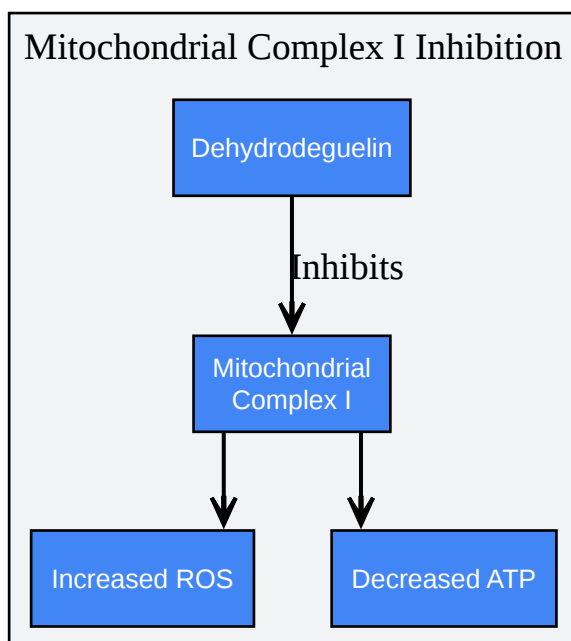 Mitochondrial Complex I Inhibition
Dehydrodeguelin
Inhibits
Mitochondrial
Complex I
Increased ROS
Decreased ATP